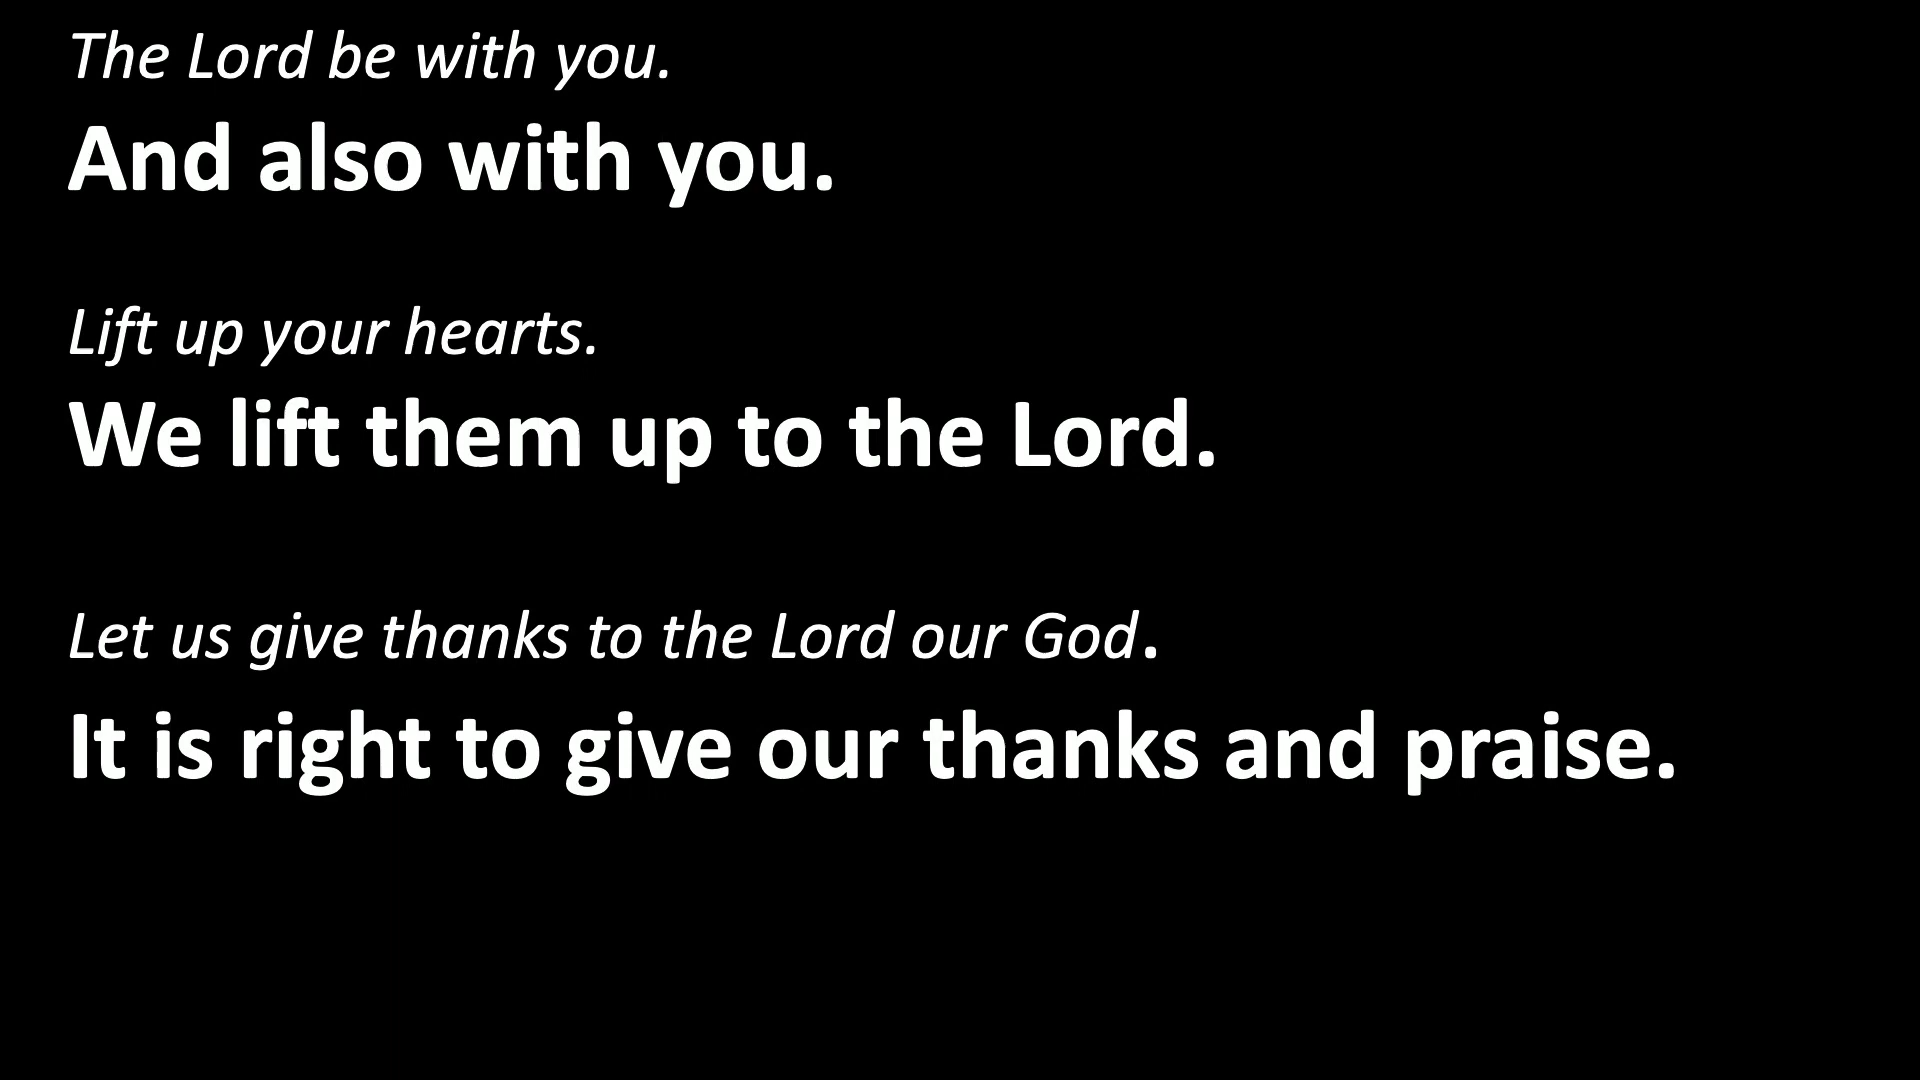 The Lord be with you.
And also with you.
Lift up your hearts.
We lift them up to the Lord.
Let us give thanks to the Lord our God.
It is right to give our thanks and praise.